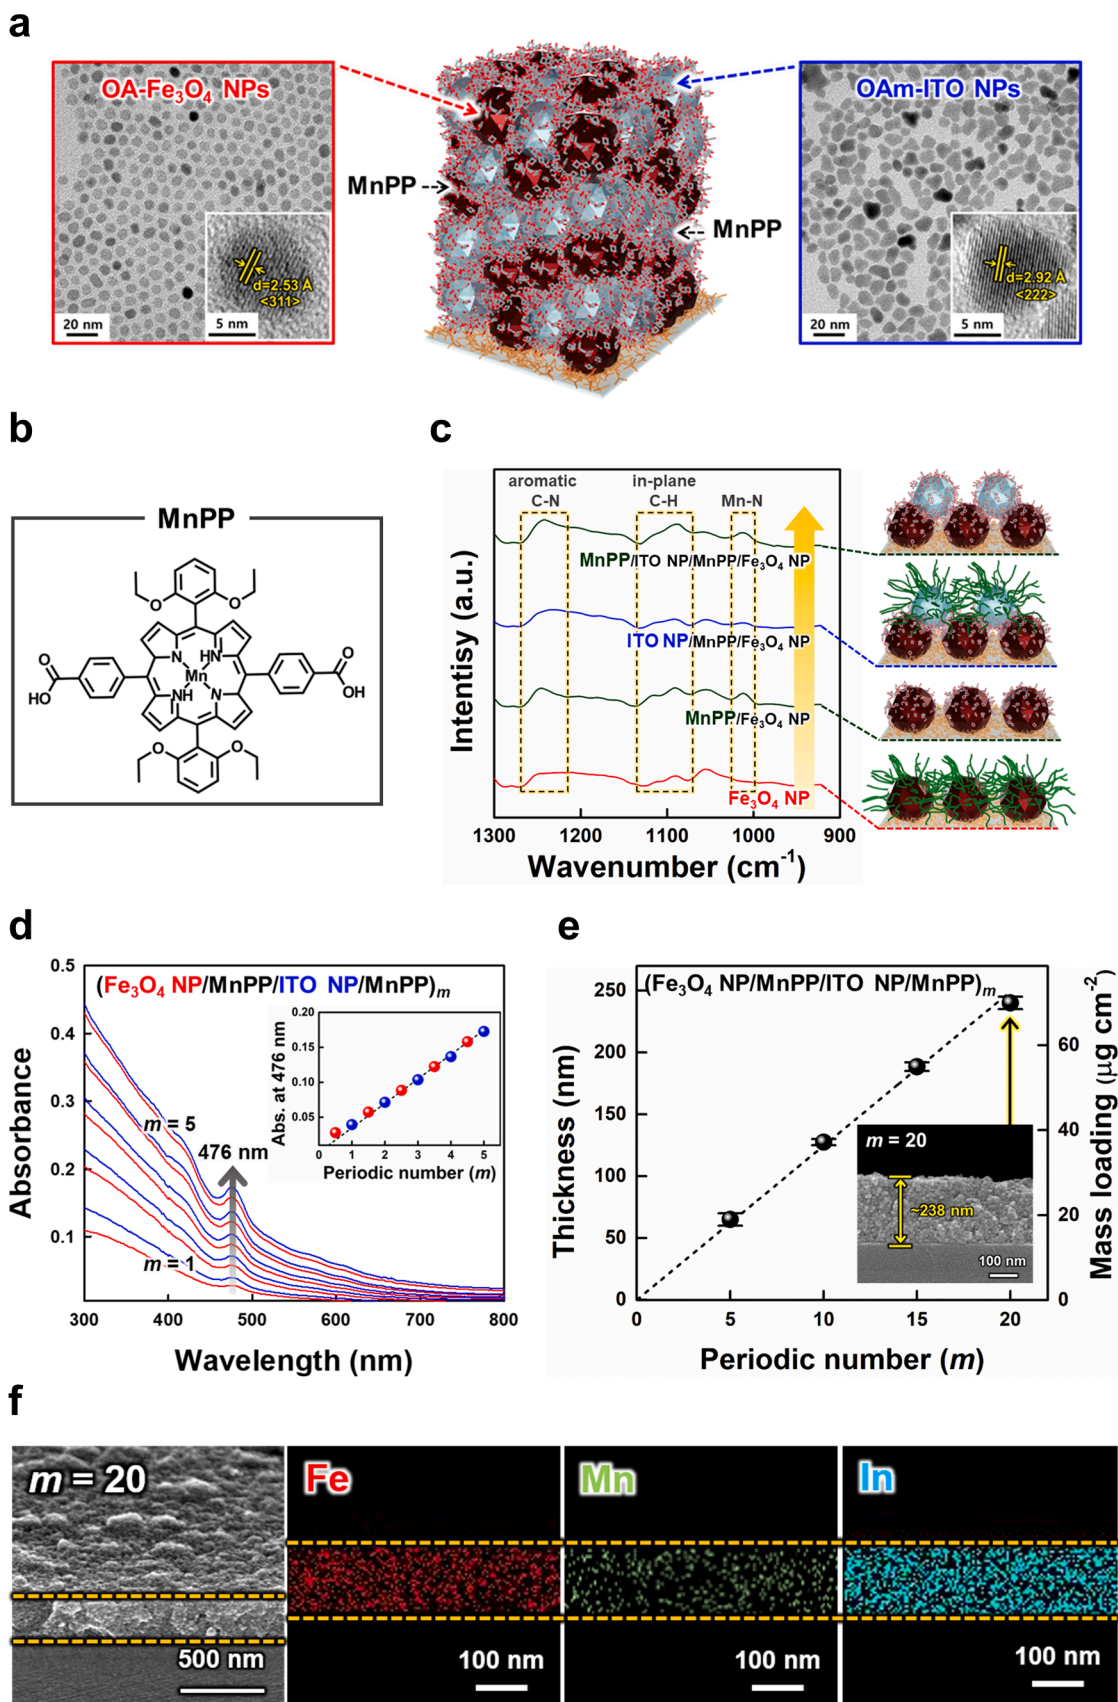 a
OA-Fe3O4 NPs
OAm-ITO NPs
MnPP
MnPP
d=2.53 Å
<311>
20 nm
5 nm
d=2.92 Å
<222>
20 nm
5 nm
b
MnPP
O
O
N
HN
Mn
NH
N
O
HO
O
OH
O
O
c
aromatic
C-N
in-plane
C-H
Mn-N
MnPP/ITO NP/MnPP/Fe3O4 NP
ITO NP/MnPP/Fe3O4 NP
MnPP/Fe3O4 NP
Fe3O4 NP
Intentisy (a.u.)
1300 1200 1100 1000 900
Wavenumber (cm-1)
d
(Fe3O4 NP/MnPP/ITO NP/MnPP)m
0.5
0.4
0.3
0.2
0.1
Absorbance
m = 5
476 nm
m = 1
0.20
0.15
0.10
0.05
Abs. at 476 nm
0 1 2 3 4 5
Periodic number (m)
300 400 500 600 700 800
Wavelength (nm)
e
(Fe3O4 NP/MnPP/ITO NP/MnPP)m
250
200
150
100
50
0
Thickness (nm)
60
40
20
0
Mass loading (µg cm-2)
m = 20
~238 nm
100 nm
0 5 10 15 20
Periodic number (m)
f
m = 20
Fe
Mn
In
500 nm
100 nm
100 nm
100 nm